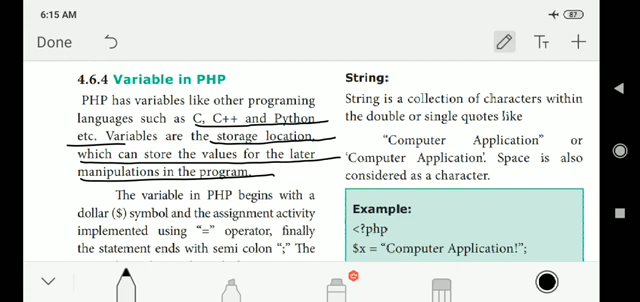 6:15 AM
87
Done
TT
4.6.4 Variable in PHP
PHP has variables like other programing
languages such as C, C++ and Python
etc. Variables are the storage location,
which can store the values for the later
manipulations in the program.
The variable in PHP begins with a
dollar ($) symbol and the assignment activity
implemented using “=” operator, finally
the statement ends with semi colon “;” The
String:
String is a collection of characters within
the double or single quotes like
“Computer Application” or
‘Computer Application’. Space is also
considered as a character.
Example:
<?php
$x = “Computer Application!”;